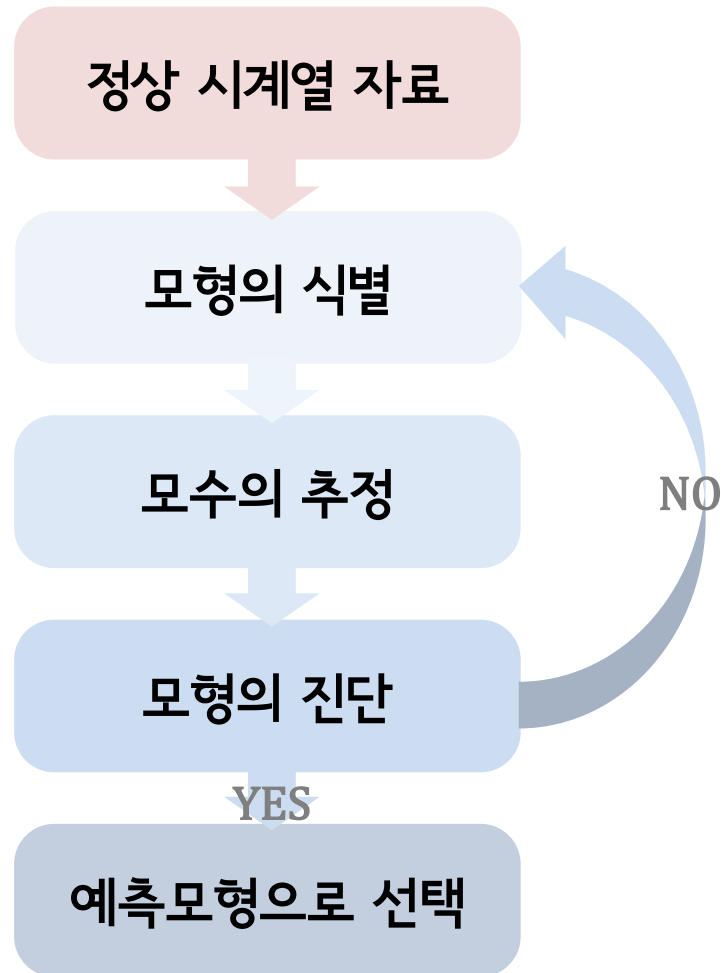 정상 시계열 자료
모형의 식별
모수의 추정
NO
모형의 진단
YES
예측모형으로 선택